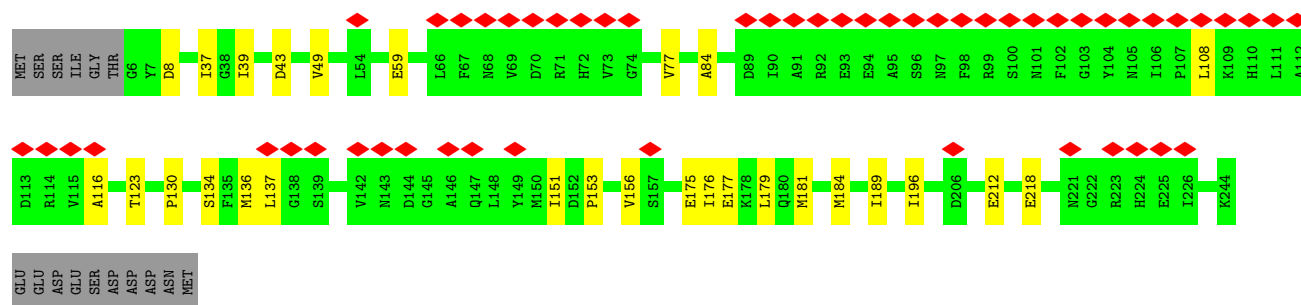 MET SER SER ILE GLY THR G6 Y7 D8 I37 G38 I39 D43 V49 L54 E59 L66 F67 N68 V69 D70 R71 H72 V73 G74 V77 A84 D89 I90 A91 R92 E93 E94 A95 S96 N97 F98 R99 S100 N101 F102 G103 Y104 N105 I106 P107 L108 K109 H110 L111 A112
D113 R114 V115 A116 T123 P130 S134 F135 M136 L137 G138 S139 V142 N143 D144 G145 A146 Q147 L148 Y149 M150 I151 D152 P153 V156 S157 E175 I176 E177 K178 L179 Q180 M181 M184 I189 I196 D206 E212 E218 N221 G222 R223 H224 E225 I226 K244
GLU GLU ASP GLU SER ASP ASP ASP ASN MET